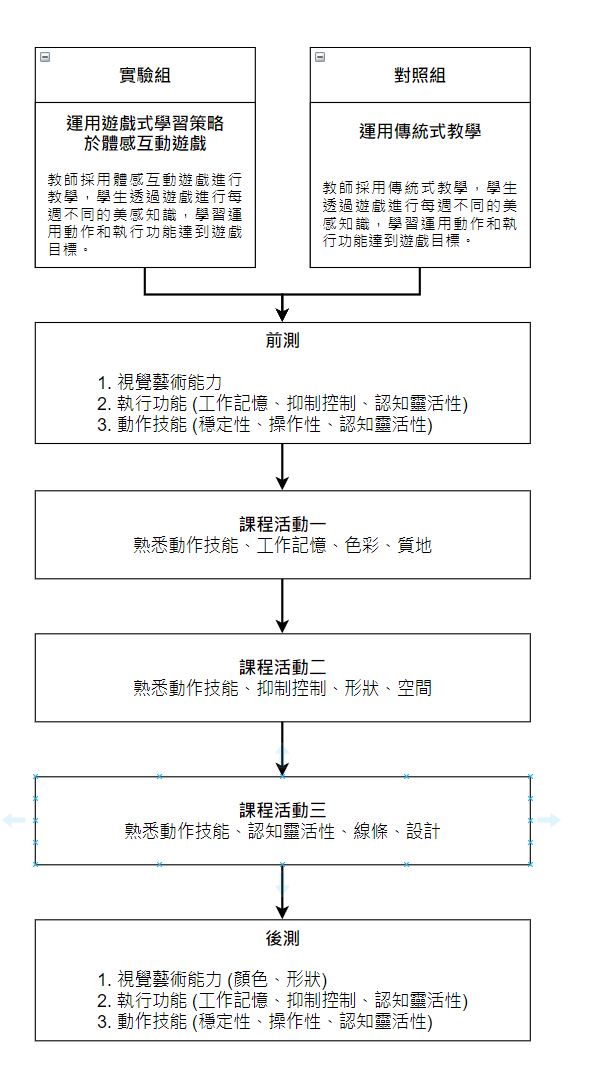 實驗組
運用遊戲式學習策略
於體感互動遊戲
教師採用體感互動遊戲進行
教學，學生透過遊戲進行每
週不同的美感知識，學習運
用動作和執行功能達到遊戲
目標。
對照組
運用傳統式教學
教師採用傳統式教學，學生
透過遊戲進行每週不同的美
感知識，學習運用動作和執
行功能達到遊戲目標。
前測
1. 視覺藝術能力
2. 執行功能 (工作記憶、抑制控制、認知靈活性)
3. 動作技能 (穩定性、操作性、認知靈活性)
課程活動一
熟悉動作技能、工作記憶、色彩、質地
課程活動二
熟悉動作技能、抑制控制、形狀、空間
課程活動三
熟悉動作技能、認知靈活性、線條、設計
後測
1. 視覺藝術能力 (顏色、形狀)
2. 執行功能 (工作記憶、抑制控制、認知靈活性)
3. 動作技能 (穩定性、操作性、認知靈活性)